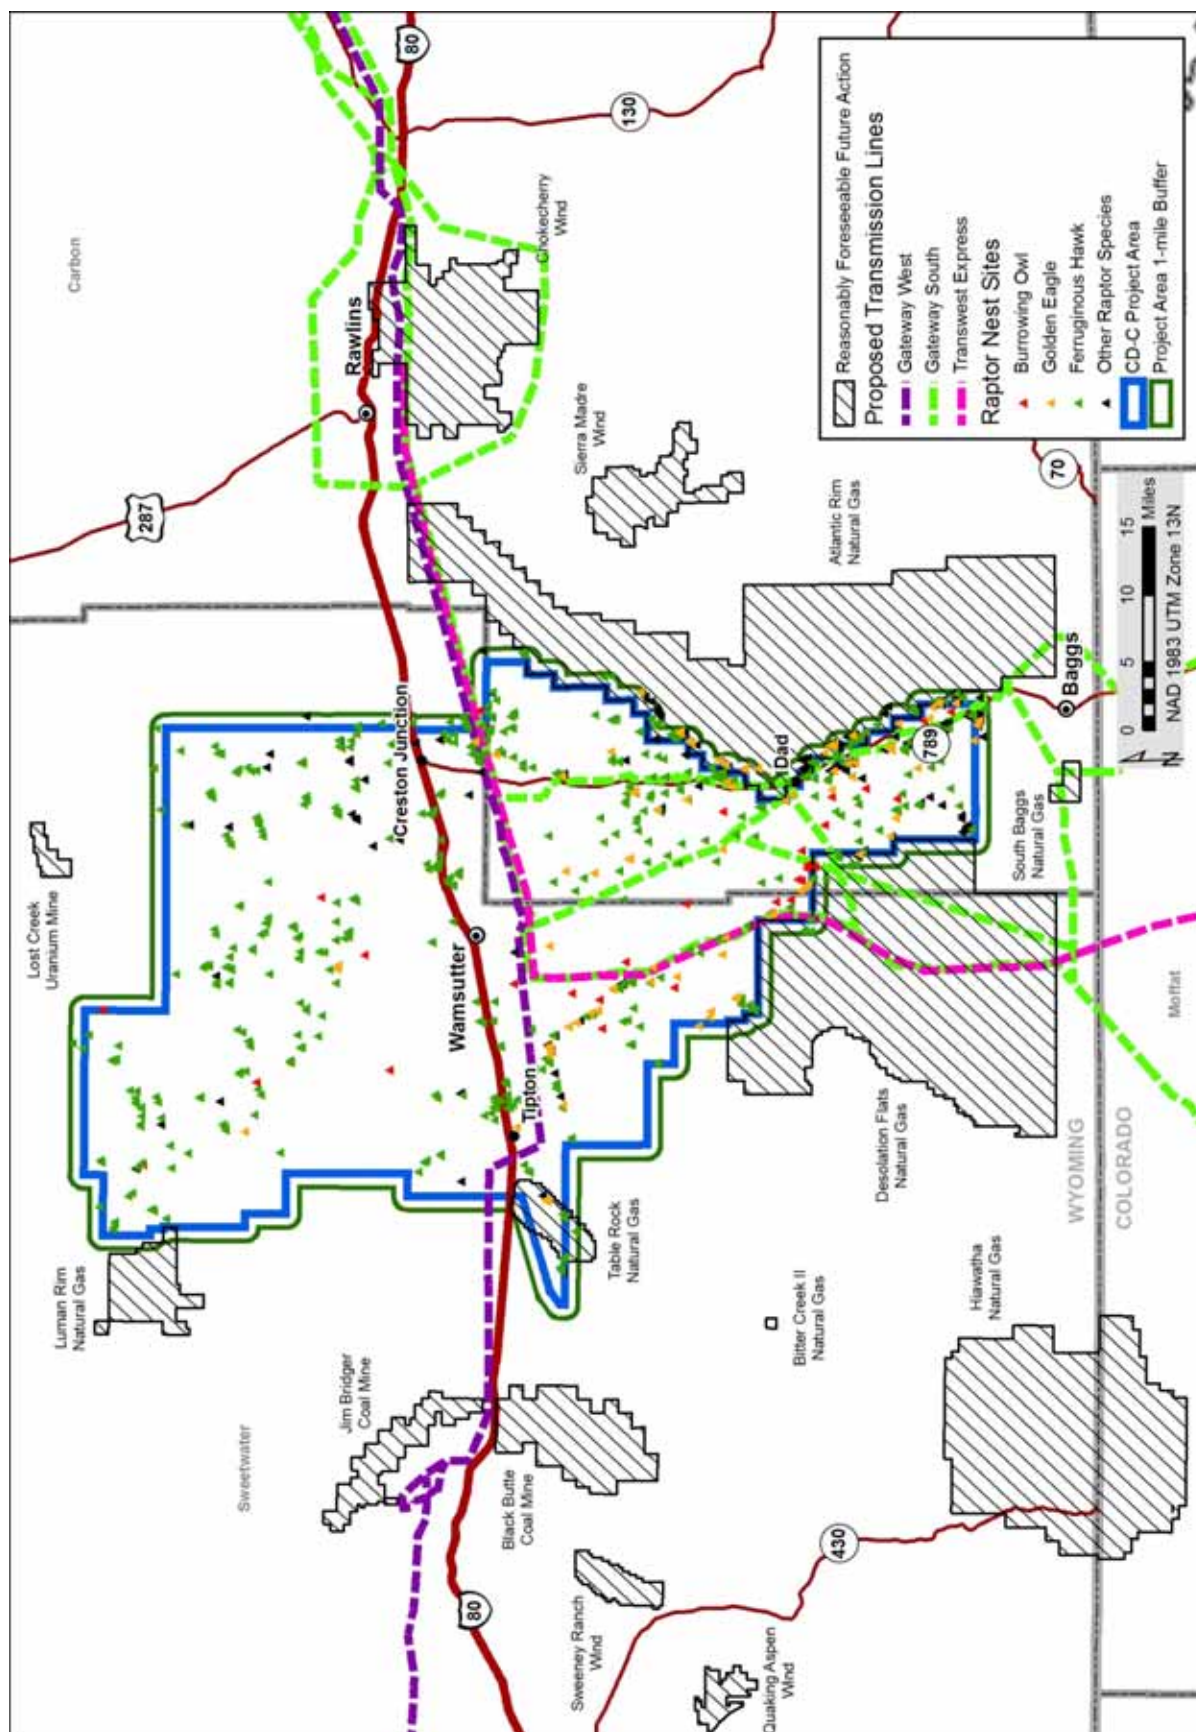 Carbon
Sweetwater
Moffat
WYOMING
COLORADO
Lost Creek
Uranium Mine
Luman Rim
Natural Gas
Jim Bridger
Coal Mine
Black Butte
Coal Mine
Sweeney Ranch
Wind
Quaking Aspen
Wind
Table Rock
Natural Gas
Bitter Creek II
Natural Gas
Hiawatha
Natural Gas
Desolation Flats
Natural Gas
South Baggs
Natural Gas
Atlantic Rim
Natural Gas
Sierra Madre
Wind
Chokecherry
Wind
Rawlins
Creston Junction
Wamsutter
Tipton
Dad
Baggs
287
80
130
80
430
789
70
Reasonably Foreseeable Future Action
Proposed Transmission Lines
Gateway West
Gateway South
Transwest Express
Raptor Nest Sites
Burrowing Owl
Golden Eagle
Ferruginous Hawk
Other Raptor Species
CD-C Project Area
Project Area 1-mile Buffer
N
0 5 10 15
Miles
NAD 1983 UTM Zone 13N